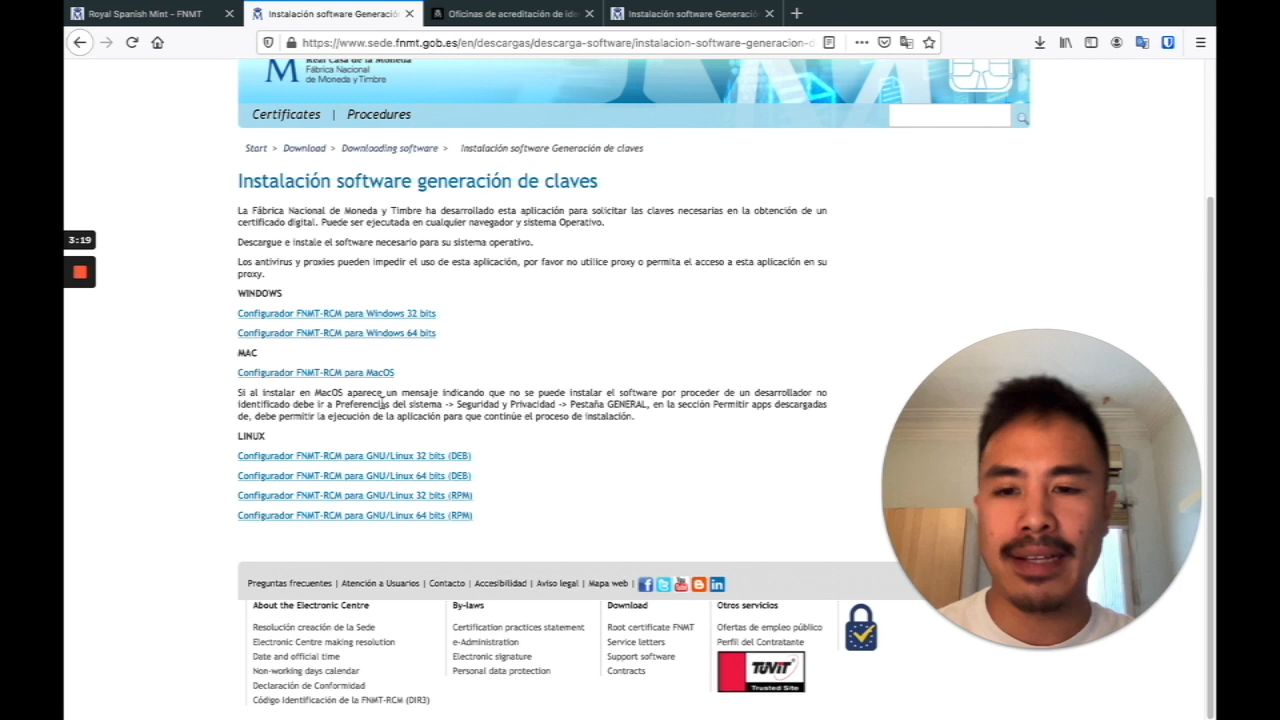 Royal Spanish Mint – FNMT
Instalación software Generació
Oficinas de acreditación de ide
Instalación software Generació
https://www.sede.fnmt.gob.es/en/descargas/descarga-software/instalacion-software-generacion-
Real Casa de la Moneda
Fábrica Nacional
de Moneda y Timbre
Certificates | Procedures
Start > Download > Downloading software > Instalación software Generación de claves
Instalación software generación de claves
La Fábrica Nacional de Moneda y Timbre ha desarrollado esta aplicación para solicitar las claves necesarias en la obtención de un
certificado digital. Puede ser ejecutada en cualquier navegador y sistema Operativo.
Descargue e instale el software necesario para su sistema operativo.
3:19
Los antivirus y proxies pueden impedir el uso de esta aplicación, por favor no utilice proxy o permita el acceso a esta aplicación en su
proxy.
WINDOWS
Configurador FNMT-RCM para Windows 32 bits
Configurador FNMT-RCM para Windows 64 bits
MAC
Configurador FNMT-RCM para MacOS
Si al instalar en MacOS aparece un mensaje indicando que no se puede instalar el software por proceder de un desarrollador no
identificado debe ir a Preferencias del sistema -> Seguridad y Privacidad -> Pestaña GENERAL, en la sección Permitir apps descargadas
de, debe permitir la ejecución de la aplicación para que continúe el proceso de instalación.
LINUX
Configurador FNMT-RCM para GNU/Linux 32 bits (DEB)
Configurador FNMT-RCM para GNU/Linux 64 bits (DEB)
Configurador FNMT-RCM para GNU/Linux 32 bits (RPM)
Configurador FNMT-RCM para GNU/Linux 64 bits (RPM)
Preguntas frecuentes | Atención a Usuarios | Contacto | Accesibilidad | Aviso legal | Mapa web |
About the Electronic Centre
Resolución creación de la Sede
Electronic Centre making resolution
Date and official time
Non-working days calendar
Declaración de Conformidad
Código Identificación de la FNMT-RCM (DIR3)
By-laws
Certification practices statement
e-Administration
Electronic signature
Personal data protection
Download
Root certificate FNMT
Service letters
Support software
Contracts
Otros servicios
Ofertas de empleo público
Perfil del Contratante
TÜViT
Trusted Site